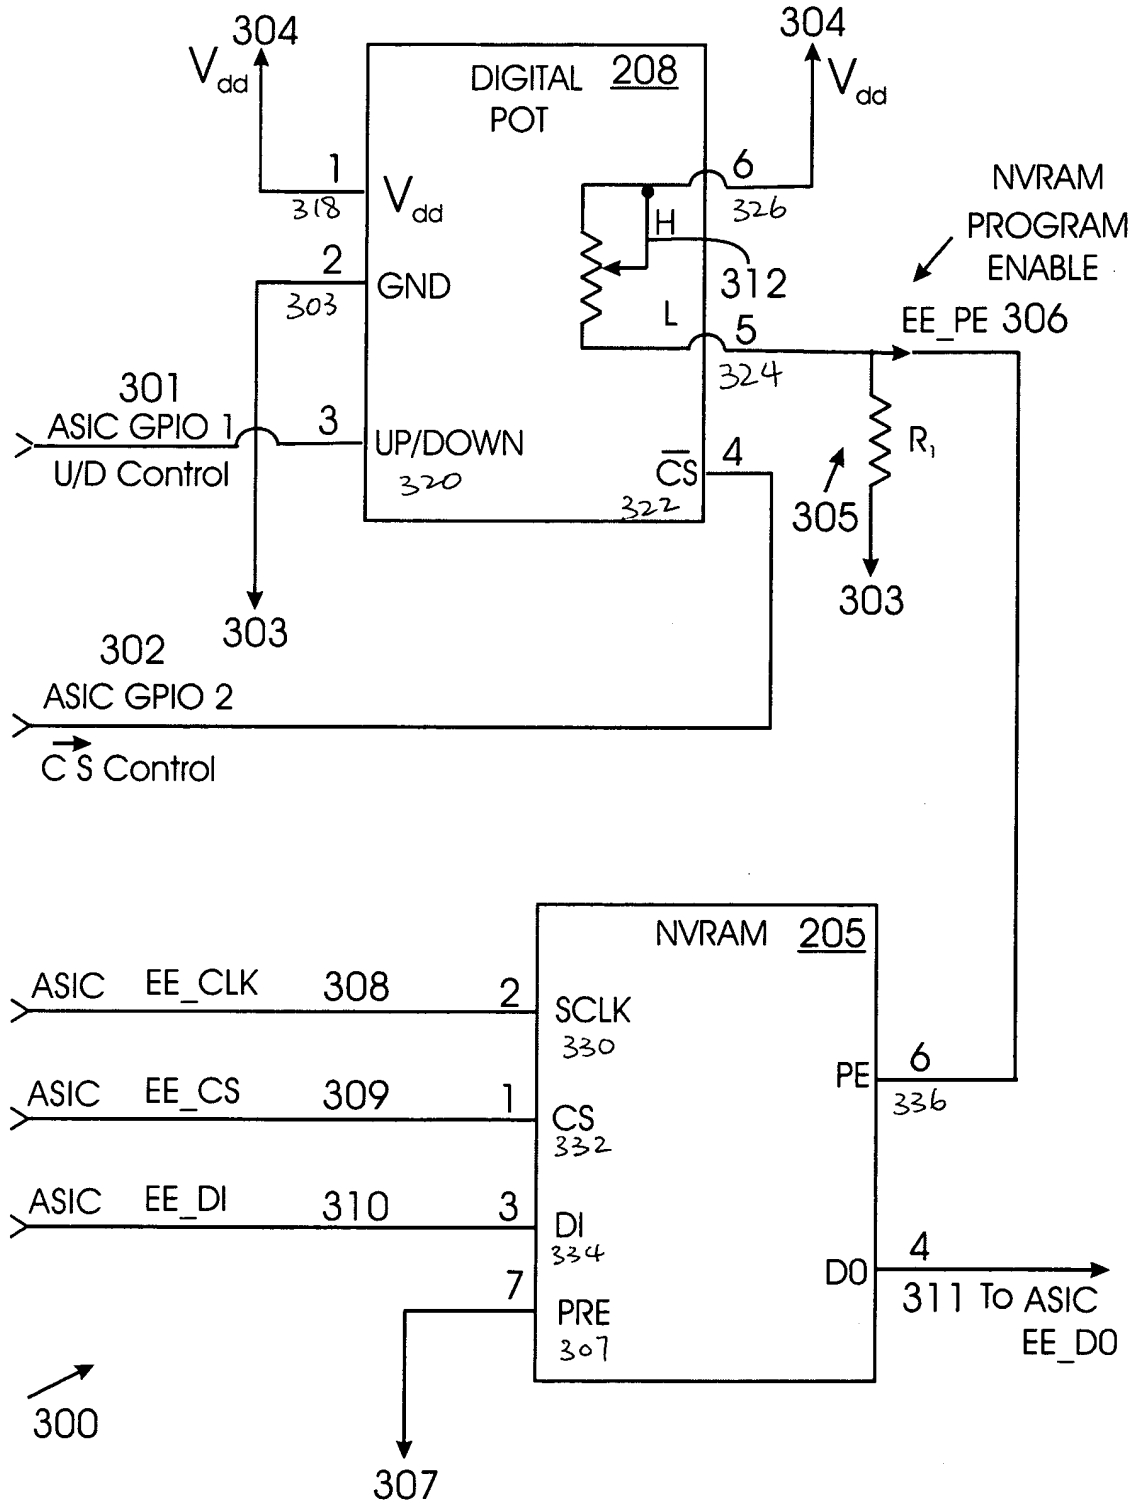 304
Vdd
304
Vdd
DIGITAL 208
POT
1
318
Vdd
6
326
H
312
NVRAM
PROGRAM
ENABLE
2
303
GND
L
5
324
EE_PE 306
301
ASIC GPIO 1
U/D Control
3
UP/DOWN
320
CS
322
4
R1
305
303
303
302
ASIC GPIO 2
C S Control
NVRAM 205
ASIC EE_CLK 308
2
SCLK
330
PE
6
336
ASIC EE_CS 309
1
CS
332
ASIC EE_DI 310
3
DI
334
D0
4
311 To ASIC
EE_D0
7
PRE
307
300
307